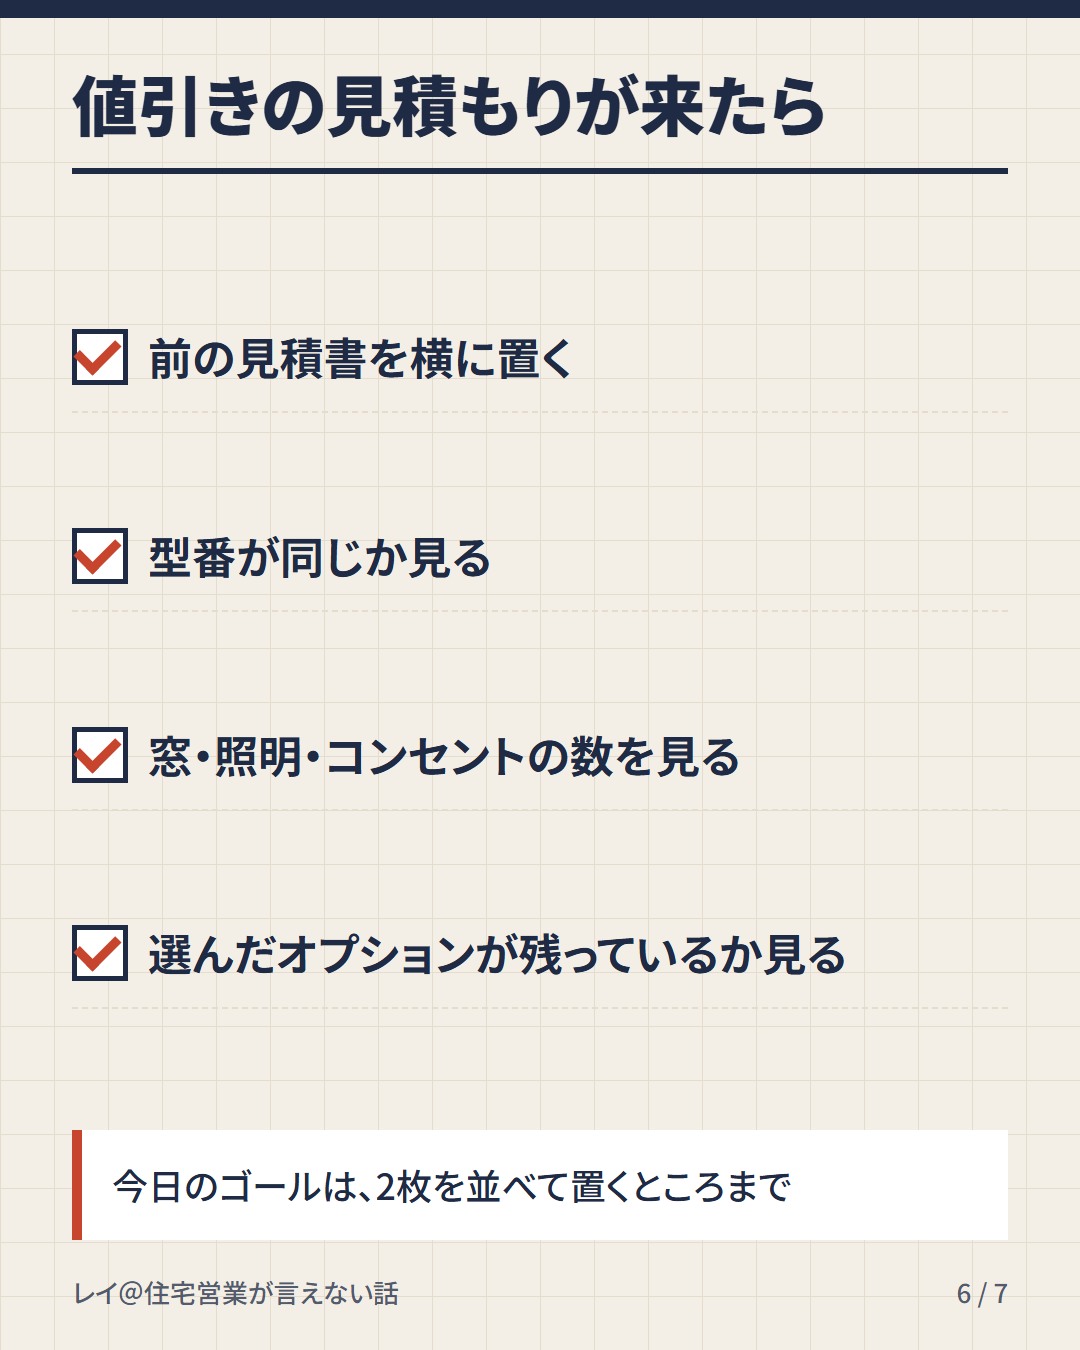 値引きの見積もりが来たら
前の見積書を横に置く
型番が同じか見る
窓・照明・コンセントの数を見る
選んだオプションが残っているか見る
今日のゴールは、2枚を並べて置くところまで
レイ@住宅営業が言えない話
6 / 7